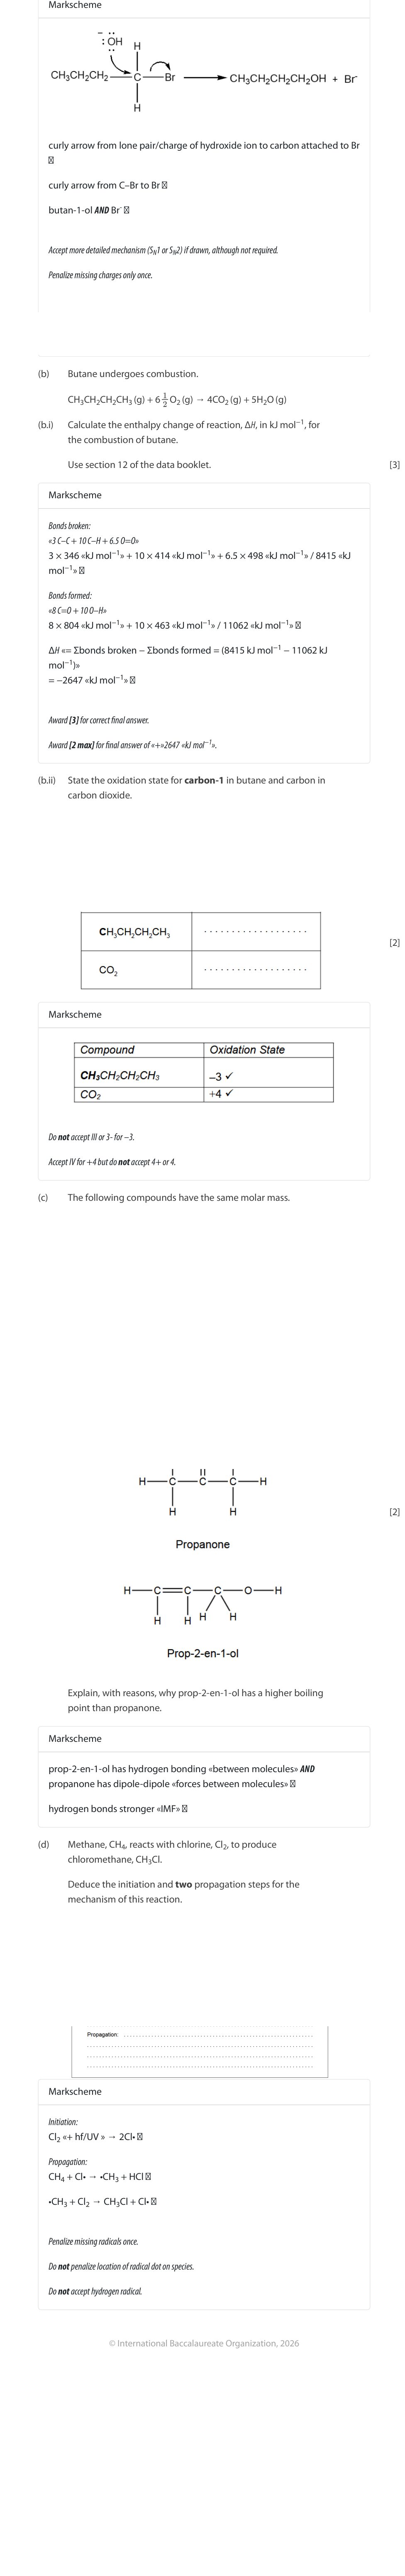 Markscheme
− ..
: OH
..
H
CH₃CH₂CH₂—C—Br ⟶ CH₃CH₂CH₂CH₂OH + Br⁻
H
curly arrow from lone pair/charge of hydroxide ion to carbon attached to Br
curly arrow from C–Br to Br
butan-1-ol AND Br⁻
Accept more detailed mechanism (SN1 or SN2) if drawn, although not required.
Penalize missing charges only once.
(b) Butane undergoes combustion.
CH₃CH₂CH₂CH₃ (g) + 6 1/2 O₂ (g) → 4CO₂ (g) + 5H₂O (g)
(b.i) Calculate the enthalpy change of reaction, ΔH, in kJ mol⁻¹, for
the combustion of butane.
Use section 12 of the data booklet. [3]
Markscheme
Bonds broken:
«3 C–C + 10 C–H + 6.5 O=O»
3 × 346 «kJ mol⁻¹» + 10 × 414 «kJ mol⁻¹» + 6.5 × 498 «kJ mol⁻¹» / 8415 «kJ
mol⁻¹»
Bonds formed:
«8 C=O + 10 O–H»
8 × 804 «kJ mol⁻¹» + 10 × 463 «kJ mol⁻¹» / 11062 «kJ mol⁻¹»
ΔH «= Σbonds broken − Σbonds formed = (8415 kJ mol⁻¹ − 11062 kJ
mol⁻¹)»
= −2647 «kJ mol⁻¹»
Award [3] for correct final answer.
Award [2 max] for final answer of «+»2647 «kJ mol⁻¹».
(b.ii) State the oxidation state for carbon-1 in butane and carbon in
carbon dioxide.
CH₃CH₂CH₂CH₃ ...................
[2]
CO₂ ...................
Markscheme
Compound Oxidation State
CH₃CH₂CH₂CH₃ –3 ✓
CO₂ +4 ✓
Do not accept III or 3- for –3.
Accept IV for +4 but do not accept 4+ or 4.
(c) The following compounds have the same molar mass.
H—C—C—C—H
H H
[2]
Propanone
H—C=C—C—O—H
H H H H
Prop-2-en-1-ol
Explain, with reasons, why prop-2-en-1-ol has a higher boiling
point than propanone.
Markscheme
prop-2-en-1-ol has hydrogen bonding «between molecules» AND
propanone has dipole-dipole «forces between molecules»
hydrogen bonds stronger «IMF»
(d) Methane, CH₄, reacts with chlorine, Cl₂, to produce
chloromethane, CH₃Cl.
Deduce the initiation and two propagation steps for the
mechanism of this reaction.
Propagation: ...................
Markscheme
Initiation:
Cl₂ «+ hf/UV » → 2Cl•
Propagation:
CH₄ + Cl• → •CH₃ + HCl
•CH₃ + Cl₂ → CH₃Cl + Cl•
Penalize missing radicals once.
Do not penalize location of radical dot on species.
Do not accept hydrogen radical.
© International Baccalaureate Organization, 2026